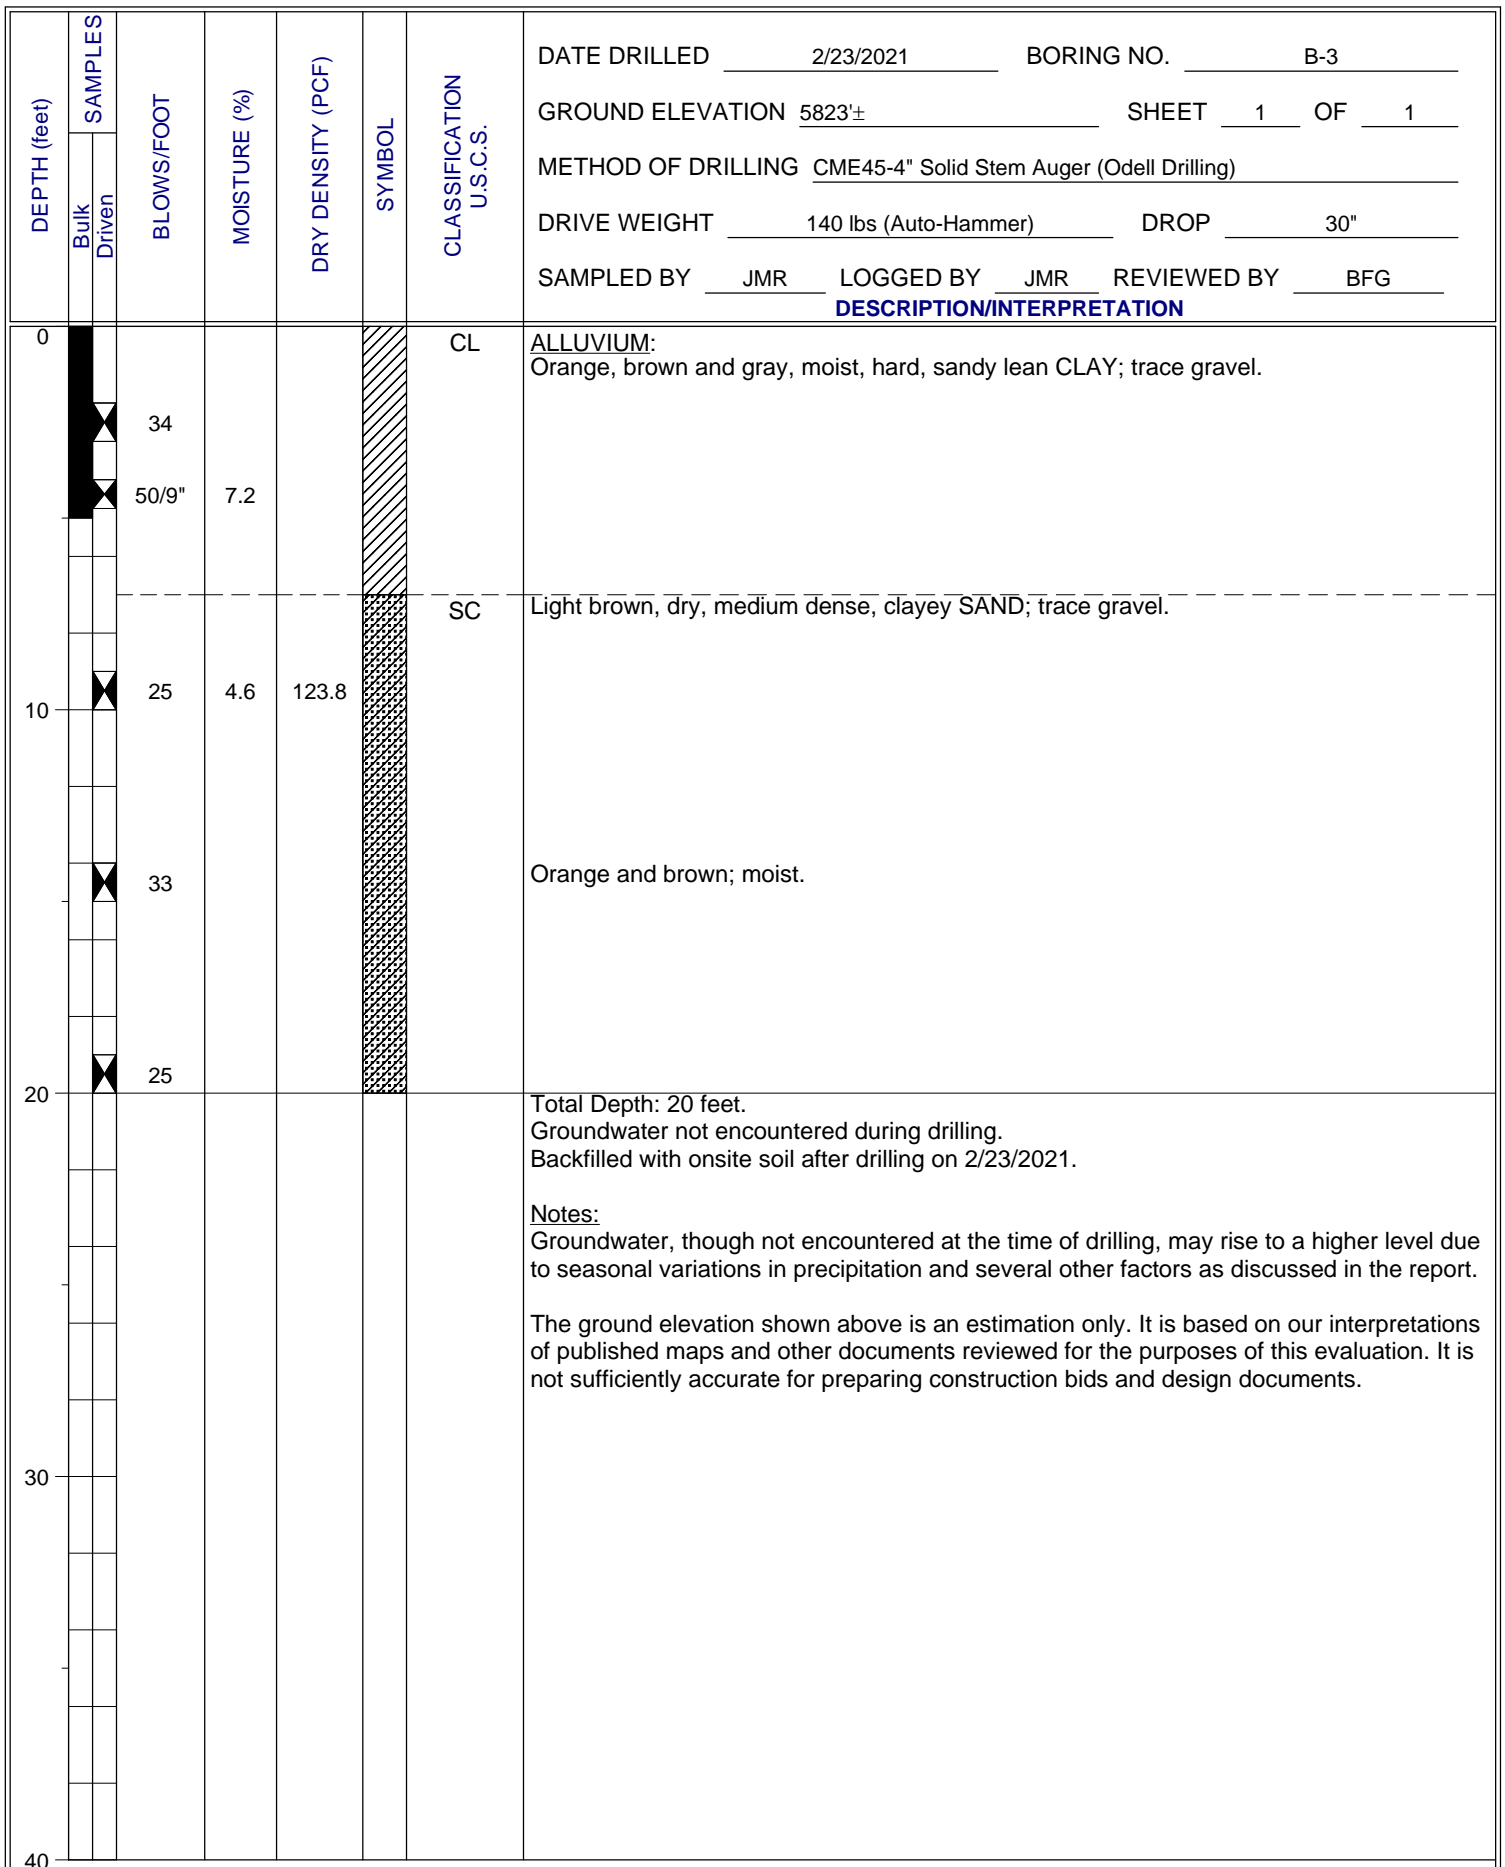 DEPTH (feet)
SAMPLES
Bulk
Driven
BLOWS/FOOT
MOISTURE (%)
DRY DENSITY (PCF)
SYMBOL
CLASSIFICATION
U.S.C.S.
DATE DRILLED 2/23/2021 BORING NO. B-3
GROUND ELEVATION 5823'± SHEET 1 OF 1
METHOD OF DRILLING CME45-4" Solid Stem Auger (Odell Drilling)
DRIVE WEIGHT 140 lbs (Auto-Hammer) DROP 30"
SAMPLED BY JMR LOGGED BY JMR REVIEWED BY BFG
DESCRIPTION/INTERPRETATION
0 CL ALLUVIUM:
Orange, brown and gray, moist, hard, sandy lean CLAY; trace gravel.
34
50/9" 7.2
SC Light brown, dry, medium dense, clayey SAND; trace gravel.
25 4.6 123.8
10
33 Orange and brown; moist.
25
20 Total Depth: 20 feet.
Groundwater not encountered during drilling.
Backfilled with onsite soil after drilling on 2/23/2021.
Notes:
Groundwater, though not encountered at the time of drilling, may rise to a higher level due
to seasonal variations in precipitation and several other factors as discussed in the report.
The ground elevation shown above is an estimation only. It is based on our interpretations
of published maps and other documents reviewed for the purposes of this evaluation. It is
not sufficiently accurate for preparing construction bids and design documents.
30
40